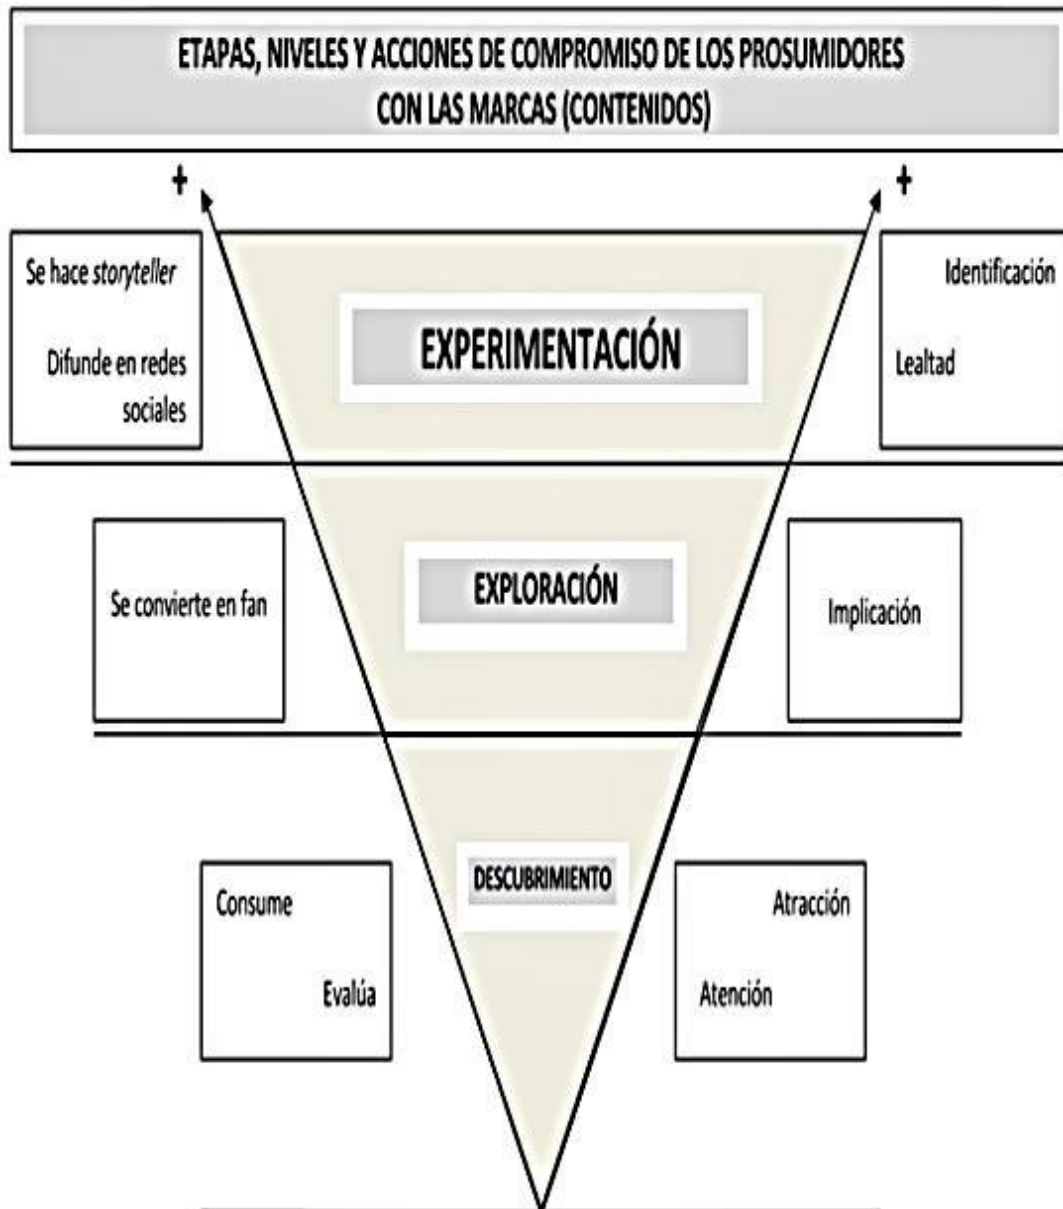 ETAPAS, NIVELES Y ACCIONES DE COMPROMISO DE LOS PROSUMIDORES
CON LAS MARCAS (CONTENIDOS)
+
+
Se hace storyteller
Difunde en redes
sociales
EXPERIMENTACIÓN
Identificación
Lealtad
Se convierte en fan
EXPLORACIÓN
Implicación
Consume
Evalúa
DESCUBRIMIENTO
Atracción
Atención